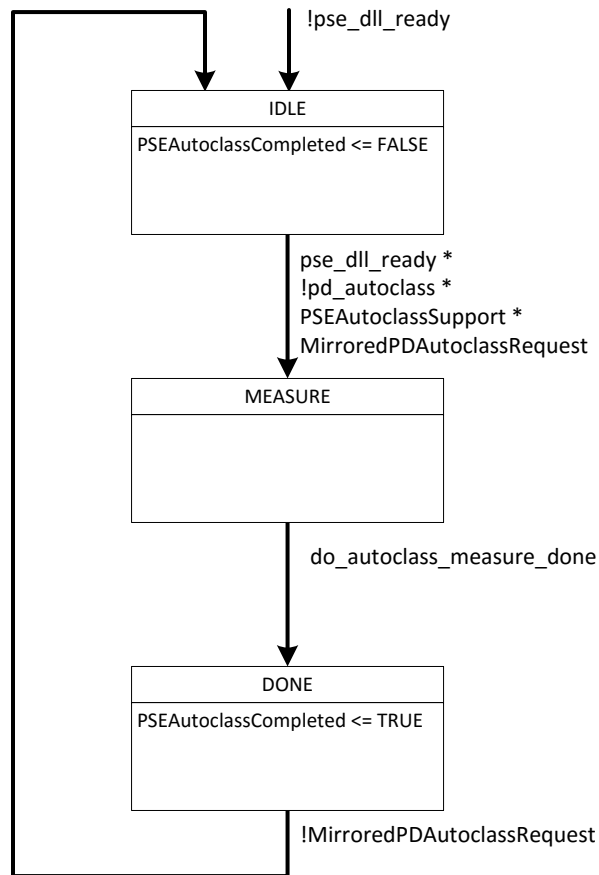 !pse_dll_ready
IDLE
PSEAutoclassCompleted <= FALSE
pse_dll_ready *
!pd_autoclass *
PSEAutoclassSupport *
MirroredPDAutoclassRequest
MEASURE
do_autoclass_measure_done
DONE
PSEAutoclassCompleted <= TRUE
!MirroredPDAutoclassRequest